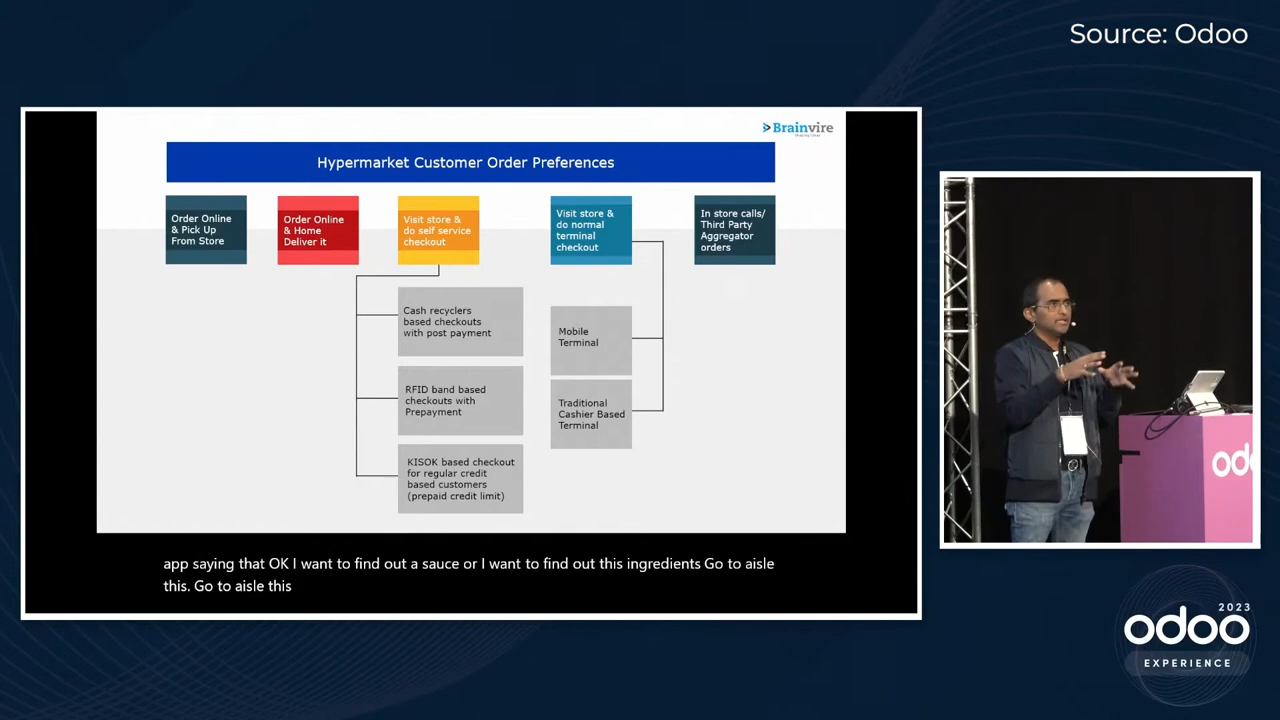 Source: Odoo
Brainvire
Hypermarket Customer Order Preferences
Order Online
& Pick Up
From Store
Order Online
& Home
Deliver it
Visit store &
do self service
checkout
Visit store &
do normal
terminal
checkout
In store calls/
Third Party
Aggregator
orders
Cash recyclers
based checkouts
with post payment
RFID band based
checkouts with
Prepayment
KISOK based checkout
for regular credit
based customers
(prepaid credit limit)
Mobile
Terminal
Traditional
Cashier Based
Terminal
app saying that OK I want to find out a sauce or I want to find out this ingredients Go to aisle
this. Go to aisle this
odo
2023
odoo
EXPERIENCE